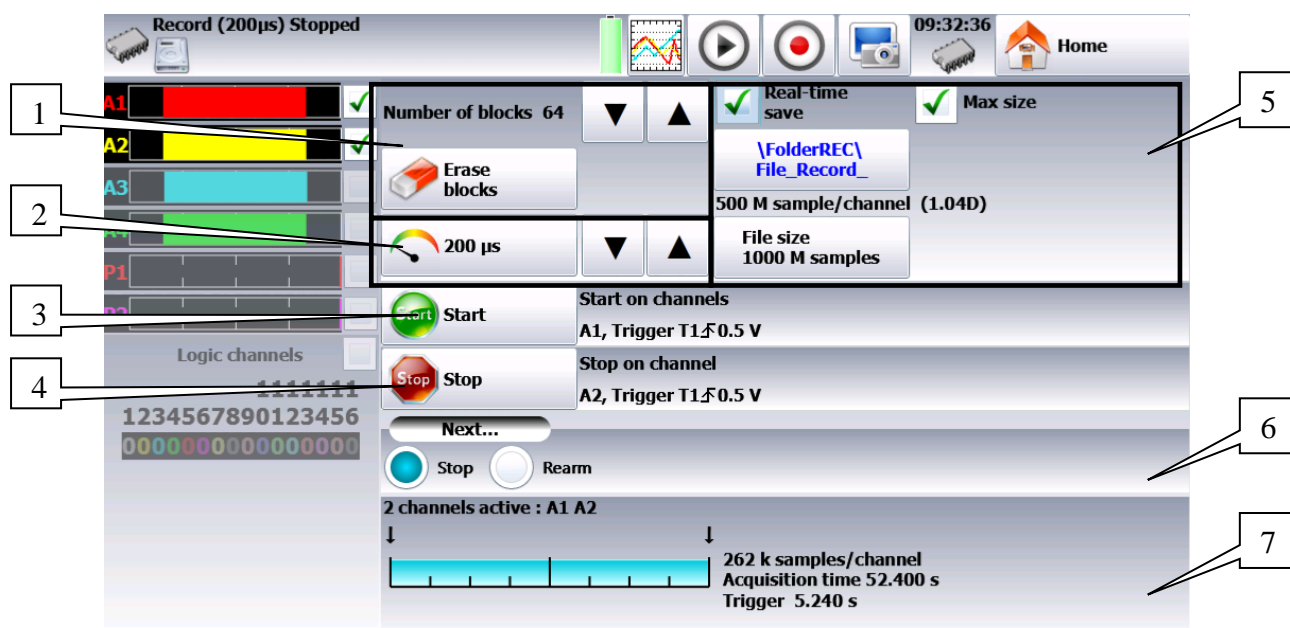 Record (200µs) Stopped
09:32:36
Home
1
2
3
4
5
6
7
A1
A2
A3
P1
Logic channels
1111111
1234567890123456
0000000000000000
Number of blocks 64
▼ ▲
Erase
blocks
200 µs
▼ ▲
Real-time
save
Max size
\FolderREC\
File_Record_
500 M sample/channel (1.04D)
File size
1000 M samples
Start
Start on channels
A1, Trigger T1 0.5 V
Stop Stop
Stop on channel
A2, Trigger T1 0.5 V
Next...
Stop Rearm
2 channels active : A1 A2
262 k samples/channel
Acquisition time 52.400 s
Trigger 5.240 s